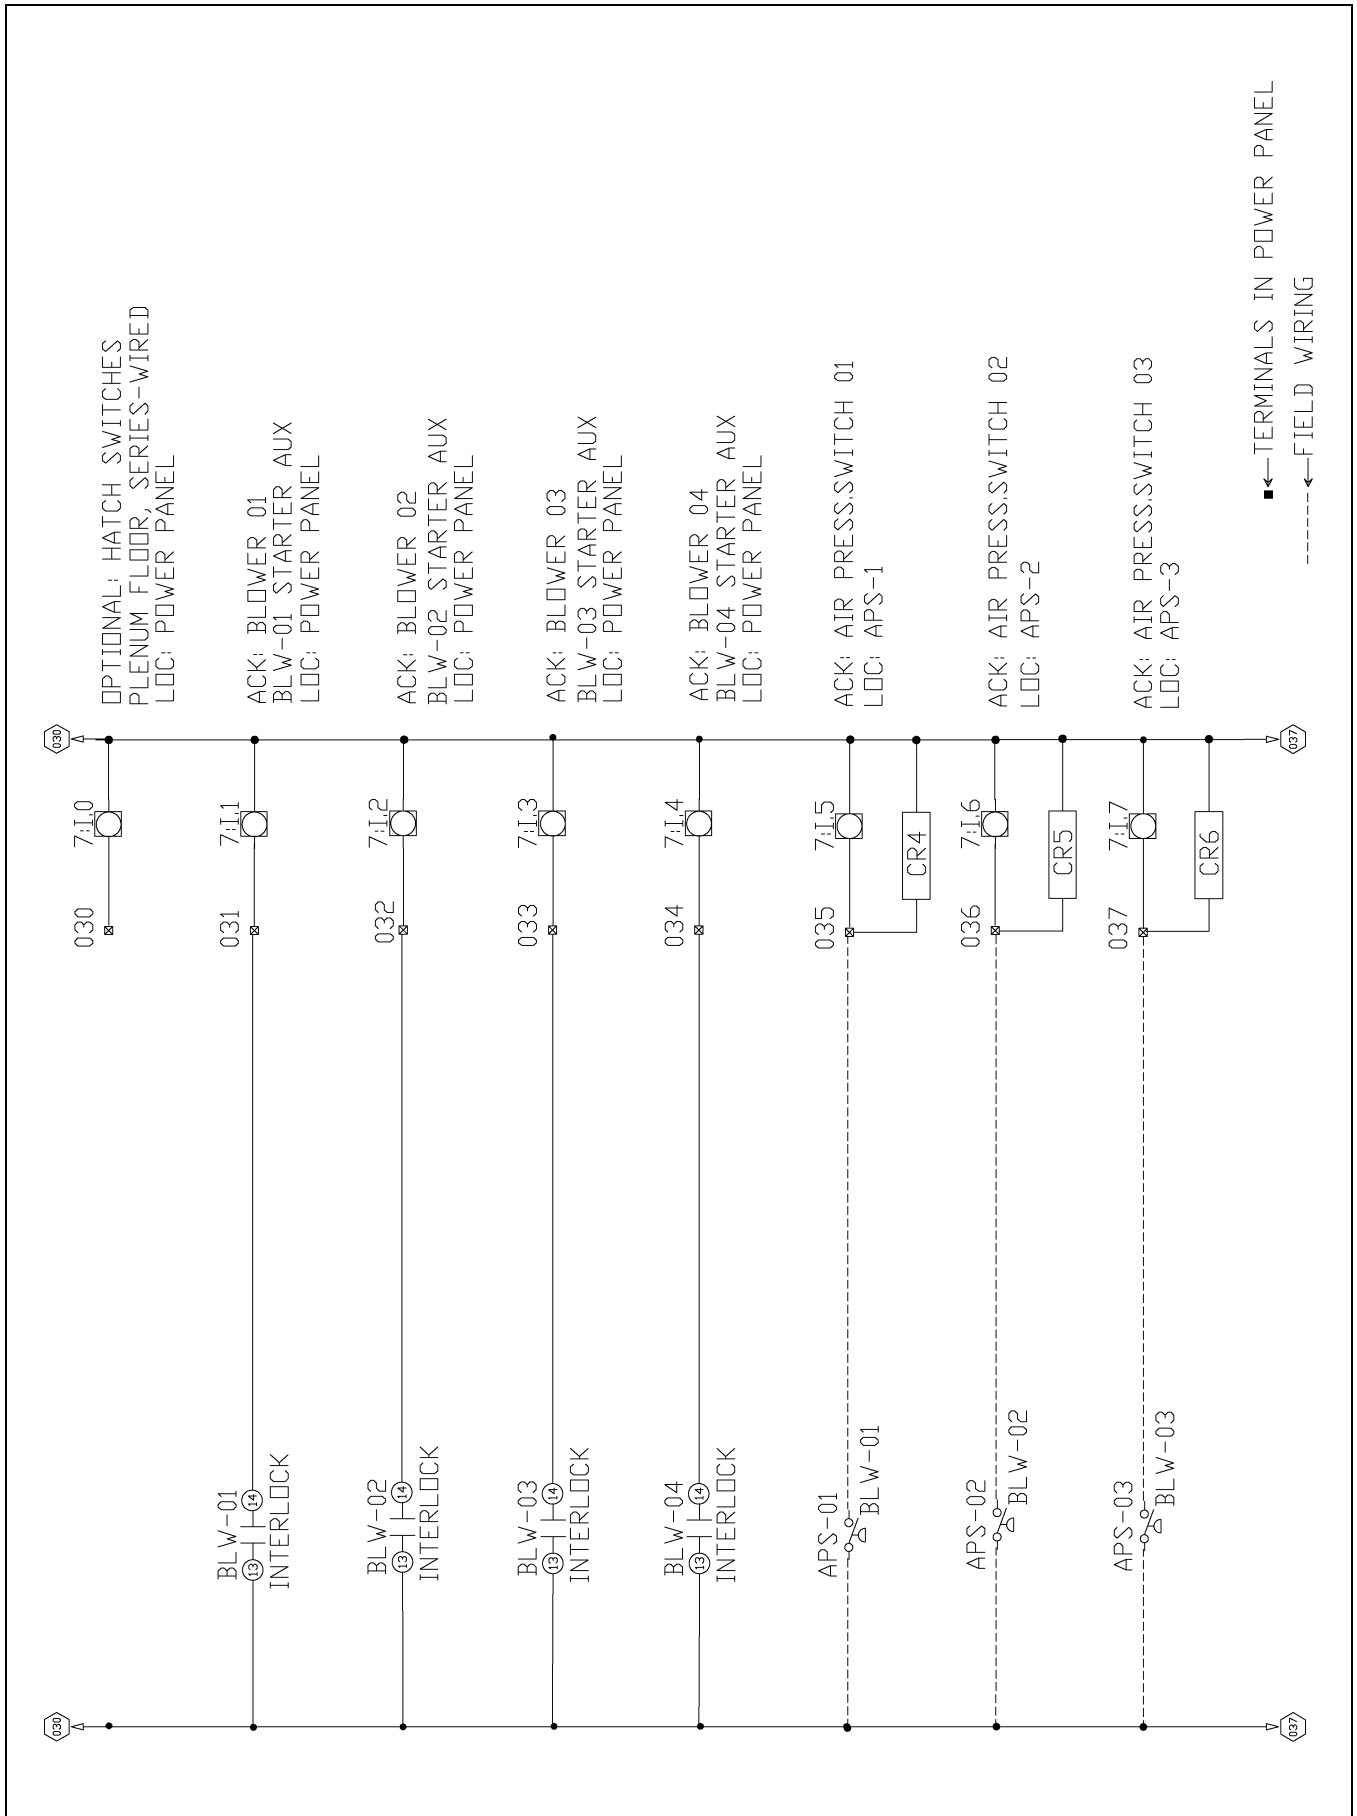 030
030
030
7:I.0
OPTIONAL: HATCH SWITCHES
PLENUM FLOOR, SERIES-WIRED
LOC: POWER PANEL
BLW-01
13
14
INTERLOCK
031
7:I.1
ACK: BLOWER 01
BLW-01 STARTER AUX
LOC: POWER PANEL
BLW-02
13
14
INTERLOCK
032
7:I.2
ACK: BLOWER 02
BLW-02 STARTER AUX
LOC: POWER PANEL
BLW-03
13
14
INTERLOCK
033
7:I.3
ACK: BLOWER 03
BLW-03 STARTER AUX
LOC: POWER PANEL
BLW-04
13
14
INTERLOCK
034
7:I.4
ACK: BLOWER 04
BLW-04 STARTER AUX
LOC: POWER PANEL
APS-01
BLW-01
035
7:I.5
CR4
ACK: AIR PRESS.SWITCH 01
LOC: APS-1
APS-02
BLW-02
036
7:I.6
CR5
ACK: AIR PRESS.SWITCH 02
LOC: APS-2
APS-03
BLW-03
037
7:I.7
CR6
ACK: AIR PRESS.SWITCH 03
LOC: APS-3
037
037
TERMINALS IN POWER PANEL
FIELD WIRING